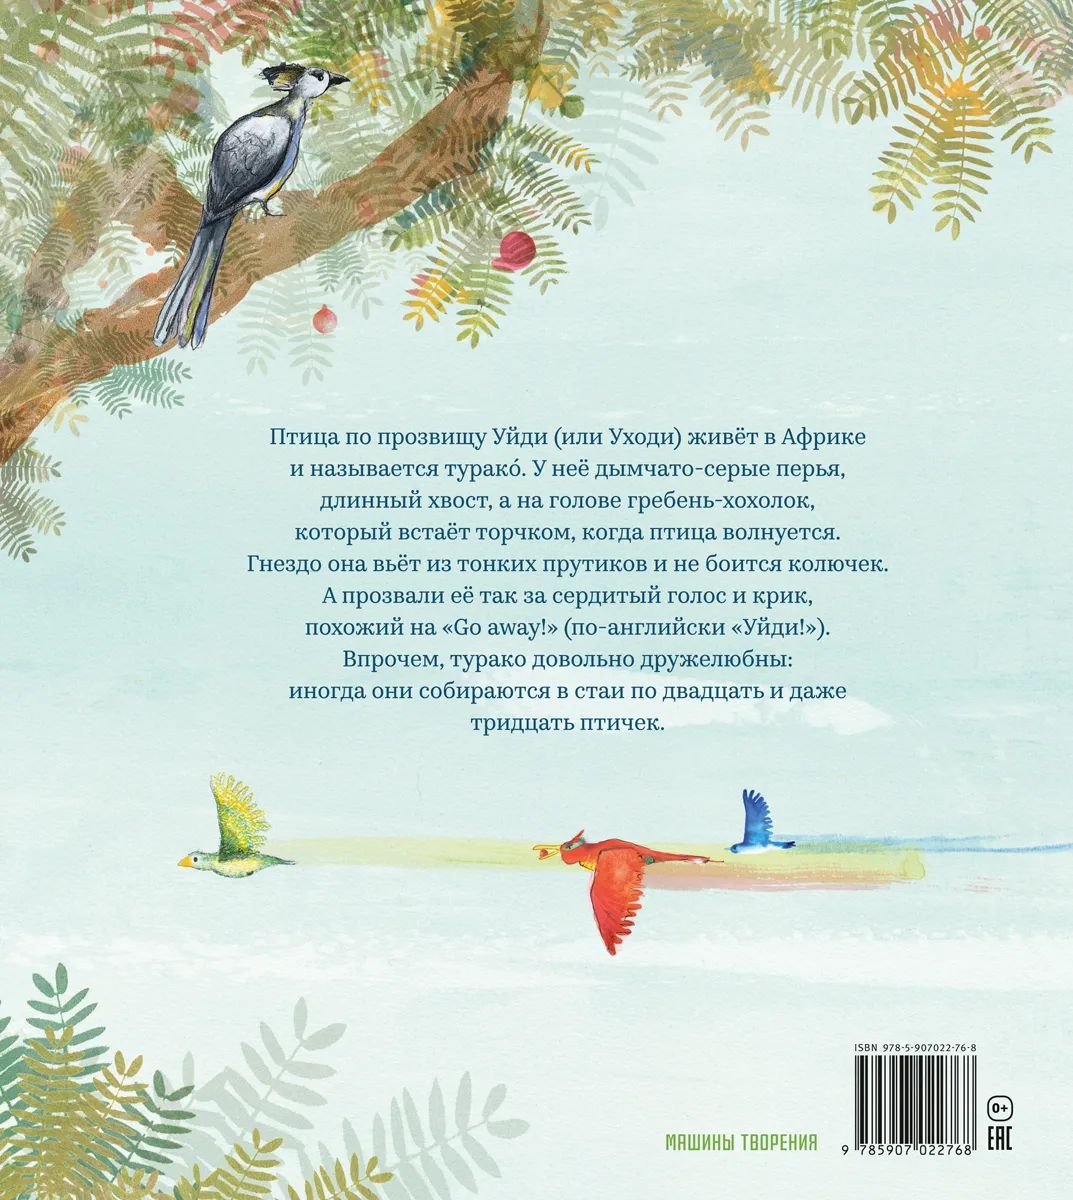 Птица по прозвищу Уйди (или Уходи) живёт в Африке
и называется турако́. У неё дымчато-серые перья,
длинный хвост, а на голове гребень-хохолок,
который встаёт торчком, когда птица волнуется.
Гнездо она вьёт из тонких прутиков и не боится колючек.
А прозвали её так за сердитый голос и крик,
похожий на «Go away!» (по-английски «Уйди!»).
Впрочем, турако довольно дружелюбны:
иногда они собираются в стаи по двадцать и даже
тридцать птичек.
ISBN 978-5-907022-76-8
0+
МАШИНЫ ТВОРЕНИЯ
9 785907 022768
EAC